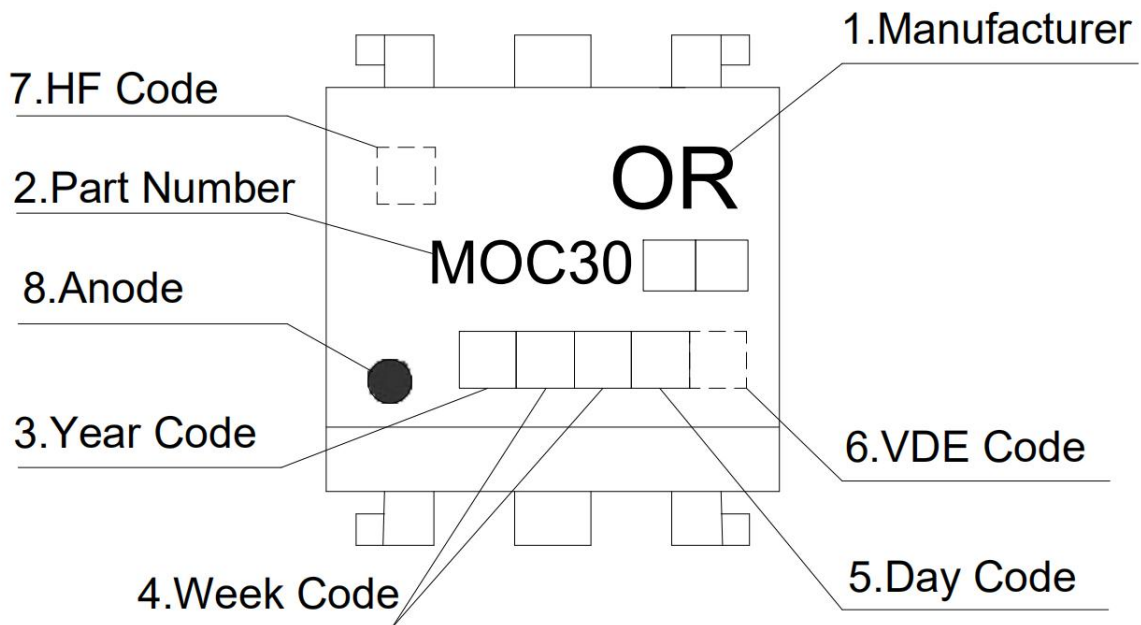 1.Manufacturer
7.HF Code
OR
2.Part Number
MOC30
8.Anode
3.Year Code
6.VDE Code
5.Day Code
4.Week Code